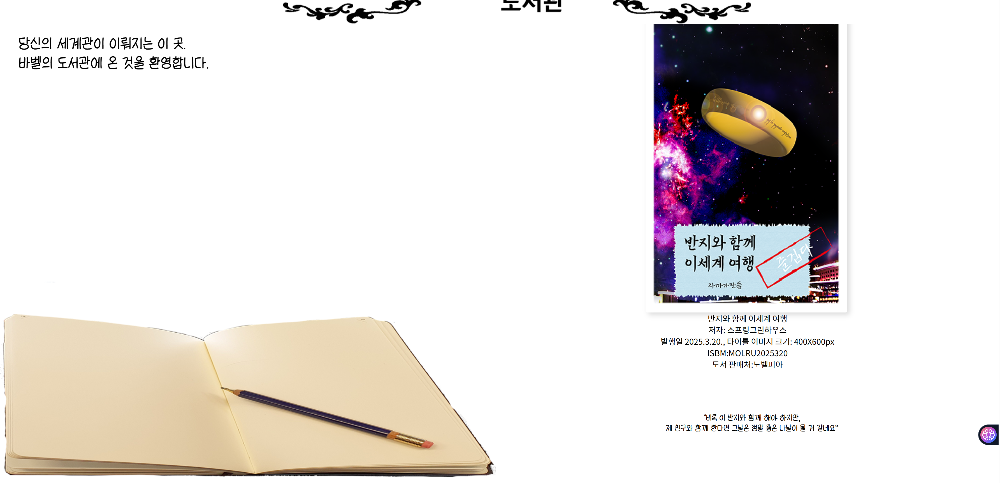 도서관
당신의 세계관이 이뤄지는 이 곳.
바벨의 도서관에 온 것을 환영합니다.
반지와 함께
이세계 여행
즐겁다
자까가만듬
반지와 함께 이세계 여행
저자: 스프링그린하우스
발행일 2025.3.20., 타이틀 이미지 크기: 400X600px
ISBM:MOLRU2025320
도서 판매처:노벨피아
"비록 이 반지와 함께 해야 하지만,
제 친구와 함께 한다면 그날은 정말 좋은 나날이 될 거 같네요"